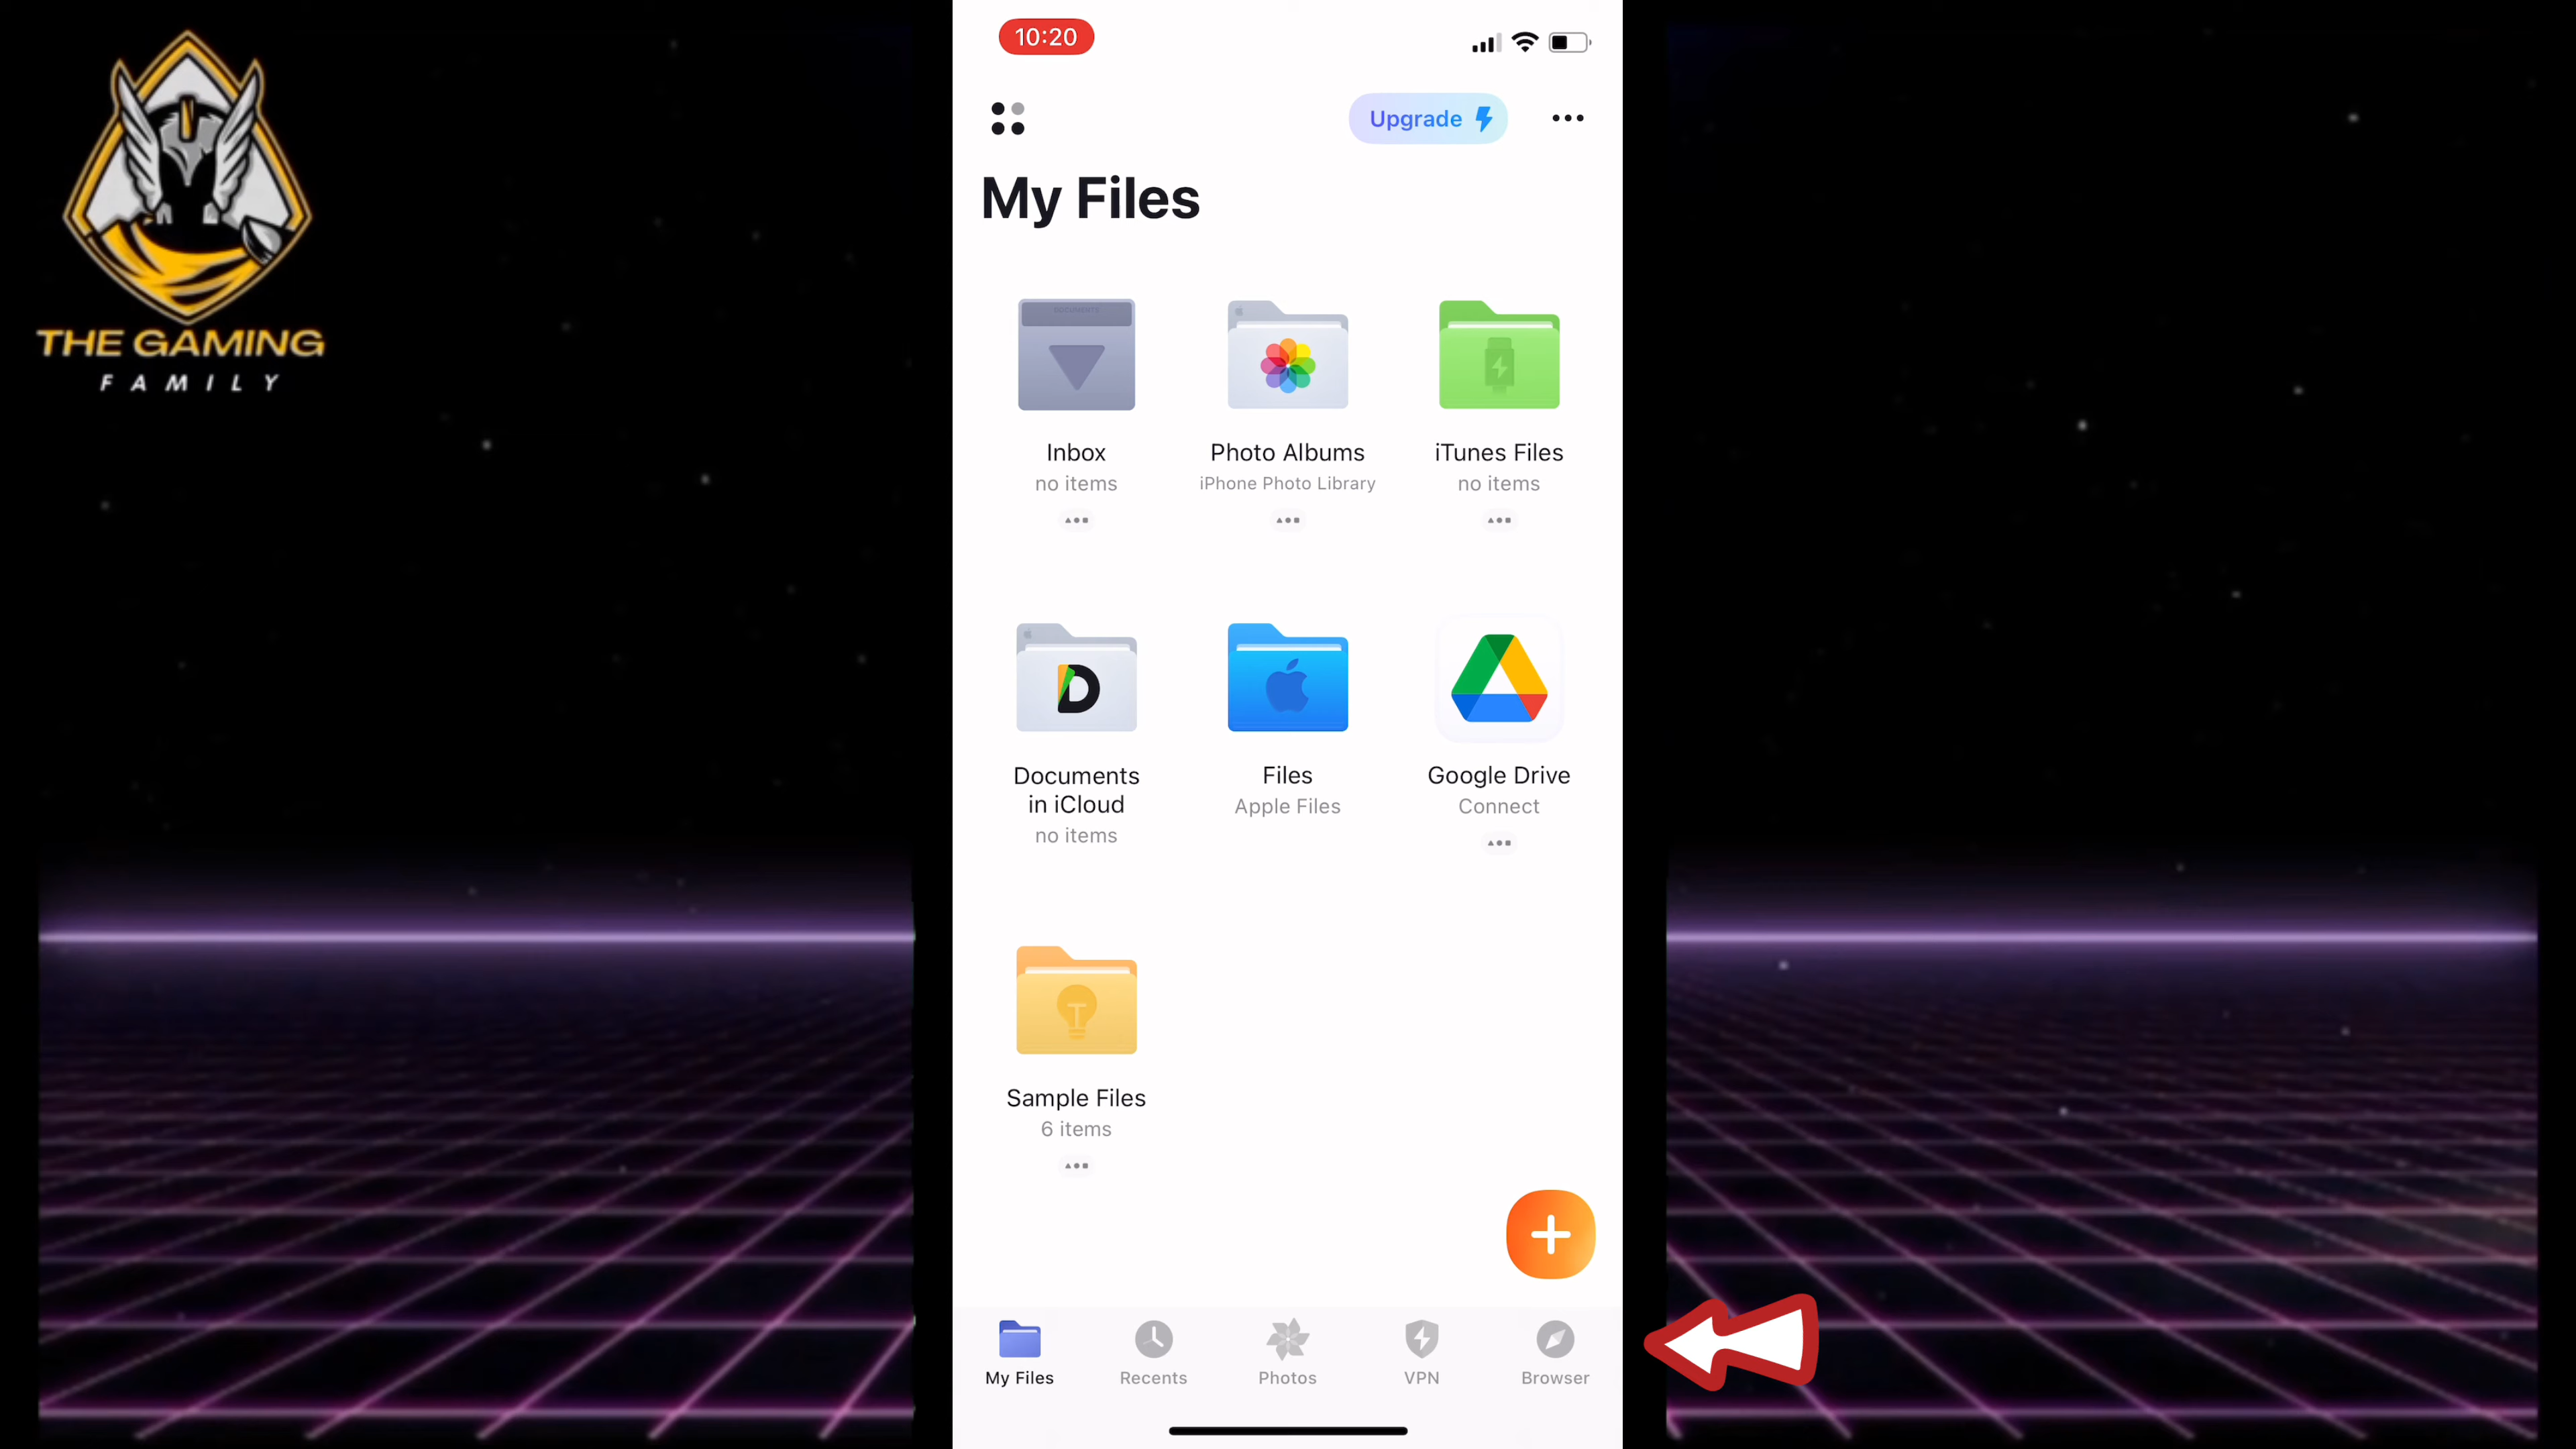 THE GAMING
FAMILY
10:20
Upgrade
My Files
DOCUMENTS
Inbox
no items
Photo Albums
iPhone Photo Library
iTunes Files
no items
Documents
in iCloud
no items
Files
Apple Files
Google Drive
Connect
Sample Files
6 items
My Files
Recents
Photos
VPN
Browser